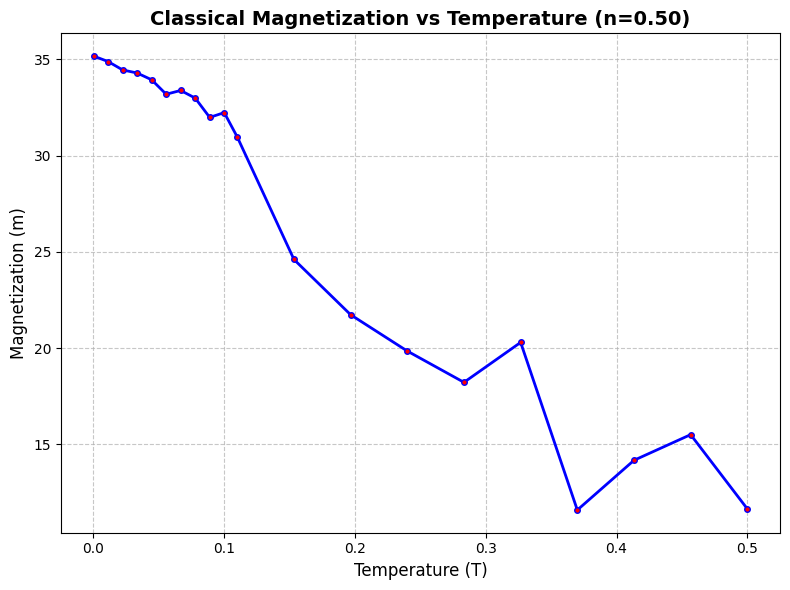 Classical Magnetization vs Temperature (n=0.50)
Magnetization (m)
35
30
25
20
15
0.0 0.1 0.2 0.3 0.4 0.5
Temperature (T)